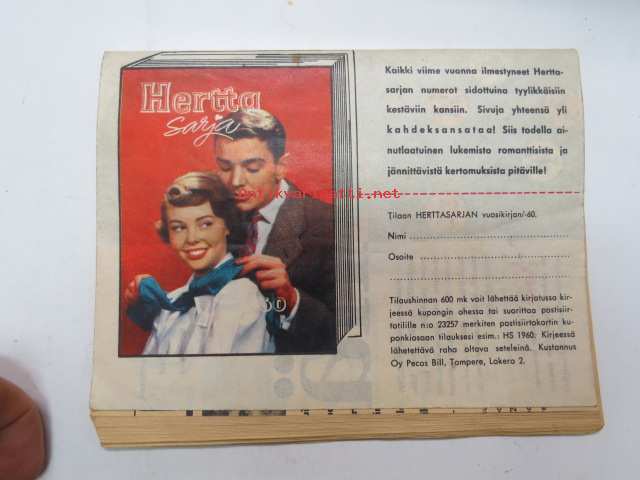 Hertta
Sarja
60
Kaikki viime vuonna ilmestyneet Hertta-
sarjan numerot sidottuina tyylikkäisiin
kestäviin kansiin. Sivuja yhteensä yli
kahdeksansataa! Siis todella ai-
nutlaatuinen lukemisto romanttisista ja
jännittävistä kertomuksista pitäville!
Tilaan HERTTASARJAN vuosikirjan/-60.
Nimi
Osoite
Tilaushinnan 600 mk voit lähettää kirjatussa kir-
jeessä kupongin ohessa tai suorittaa postisiir-
totilille n:o 23257 merkiten postisiirtokortin ku-
ponkiosaan tilauksesi esim.: HS 1960. Kirjeessä
lähetettävä raha oltava seteleinä. Kustannus
Oy Pecos Bill, Tampere, Lokero 2.